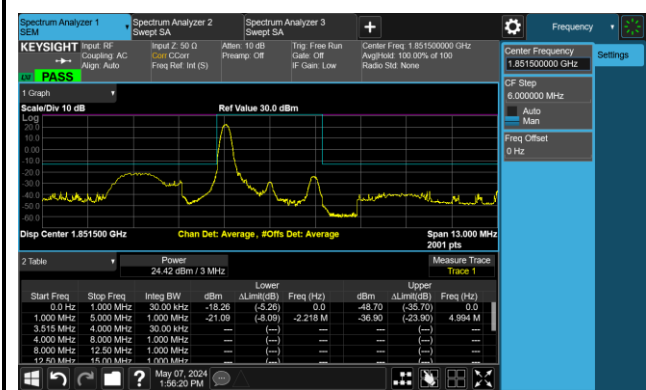 Spectrum Analyzer 1
SEM
Spectrum Analyzer 2
Swept SA
Spectrum Analyzer 3
Swept SA
+
Frequency
KEYSIGHT
Input: RF
Coupling: AC
Align: Auto
Input Z: 50 Ω
Corr CCorr
Freq Ref: Int (S)
Atten: 10 dB
Preamp: Off
Trig: Free Run
Gate: Off
IF Gain: Low
Center Freq: 1.851500000 GHz
Avg|Hold: 100.00% of 100
Radio Std: None
PASS
Center Frequency
1.851500000 GHz
Settings
CF Step
6.000000 MHz
Auto
Man
Freq Offset
0 Hz
1 Graph
Scale/Div 10 dB
Ref Value 30.0 dBm
Log
20.0
10.0
0.00
-10.0
-20.0
-30.0
-40.0
-50.0
-60.0
Disp Center 1.851500 GHz
Chan Det: Average , #Offs Det: Average
Span 13.000 MHz
2001 pts
2 Table
Power
24.42 dBm / 3 MHz
Measure Trace
Trace 1
Lower
Upper
Start Freq Stop Freq Integ BW dBm ΔLimit(dB) Freq (Hz) dBm ΔLimit(dB) Freq (Hz)
0.0 Hz 1.000 MHz 30.00 kHz -18.26 (-5.26) 0.0 -48.70 (-35.70) 0.0
1.000 MHz 5.000 MHz 1.000 MHz -21.09 (-8.09) -2.218 M -36.90 (-23.90) 4.994 M
3.515 MHz 4.000 MHz 30.00 kHz --- (---) --- --- (---) ---
4.000 MHz 8.000 MHz 1.000 MHz --- (---) --- --- (---) ---
8.000 MHz 12.50 MHz 1.000 MHz --- (---) --- --- (---) ---
12.50 MHz 15.00 MHz 1.000 MHz --- (---) --- --- (---) ---
?
May 07, 2024
1:56:20 PM